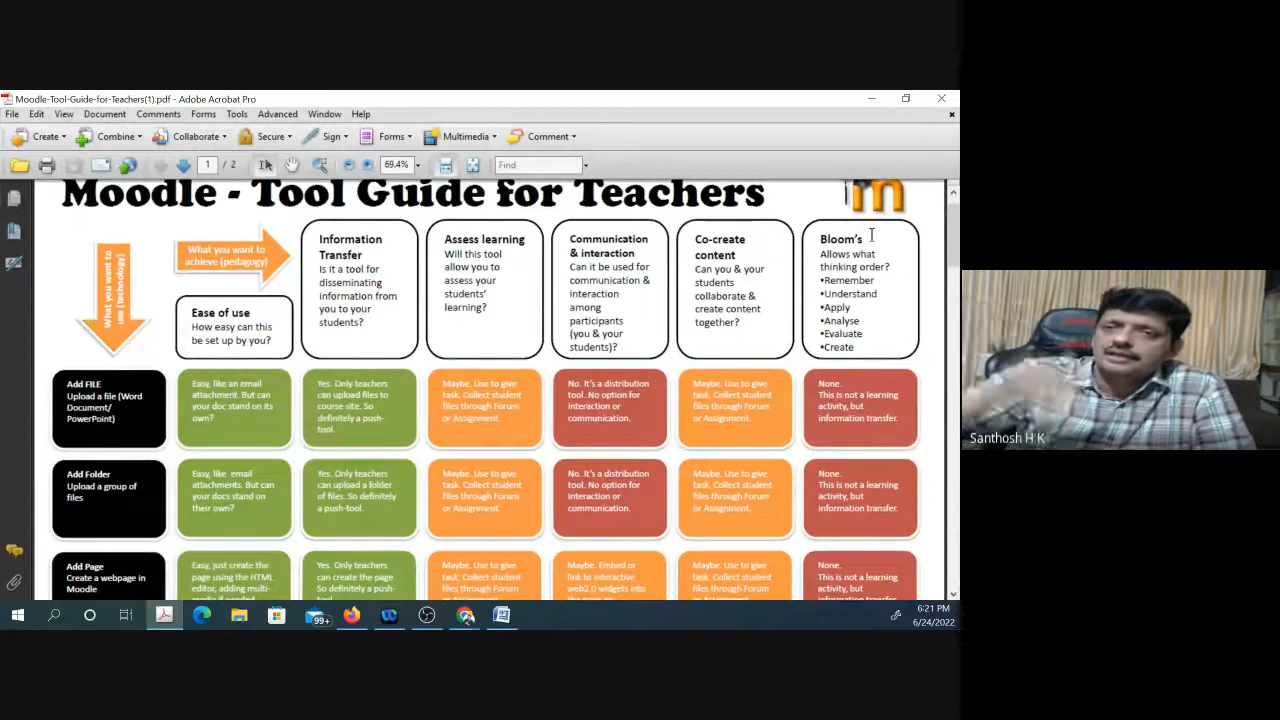 Moodle-Tool-Guide-for-Teachers(1).pdf - Adobe Acrobat Pro
File Edit View Document Comments Forms Tools Advanced Window Help
Create Combine Collaborate Secure Sign Forms Multimedia Comment
1 / 2 69.4% Find
Moodle - Tool Guide for Teachers
m
What you want to
use (technology)
What you want to
achieve (pedagogy)
Ease of use
How easy can this
be set up by you?
Information
Transfer
Is it a tool for
disseminating
information from
you to your
students?
Assess learning
Will this tool
allow you to
assess your
students'
learning?
Communication
& interaction
Can it be used for
communication &
interaction
among
participants
(you & your
students)?
Co-create
content
Can you & your
students
collaborate &
create content
together?
Bloom's
Allows what
thinking order?
•Remember
•Understand
•Apply
•Analyse
•Evaluate
•Create
Add FILE
Upload a file (Word
Document/
PowerPoint)
Easy, like an email
attachment. But can
your doc stand on its
own?
Yes. Only teachers
can upload files to
course site. So
definitely a push-
tool.
Maybe. Use to give
task. Collect student
files through Forum
or Assignment.
No. It's a distribution
tool. No option for
interaction or
communication.
Maybe. Use to give
task. Collect student
files through Forum
or Assignment.
None.
This is not a learning
activity, but
information transfer.
Add Folder
Upload a group of
files
Easy, like email
attachments. But can
your docs stand on
their own?
Yes. Only teachers
can upload a folder
of files. So definitely
a push-tool.
Maybe. Use to give
task. Collect student
files through Forum
or Assignment.
No. It's a distribution
tool. No option for
interaction or
communication.
Maybe. Use to give
task. Collect student
files through Forum
or Assignment.
None.
This is not a learning
activity, but
information transfer.
Add Page
Create a webpage in
Moodle
Easy, just create the
page using the HTML
editor, adding multi-
media if needed
Yes. Only teachers
can create the page.
So definitely a push-
tool.
Maybe. Use to give
task. Collect student
files through Forum
or Assignment.
Maybe. Embed or
link to interactive
web2.0 widgets into
Maybe. Use to give
task. Collect student
files through Forum
or Assignment.
None.
This is not a learning
activity, but
information transfer.
Santhosh H K
99+
6:21 PM
6/24/2022